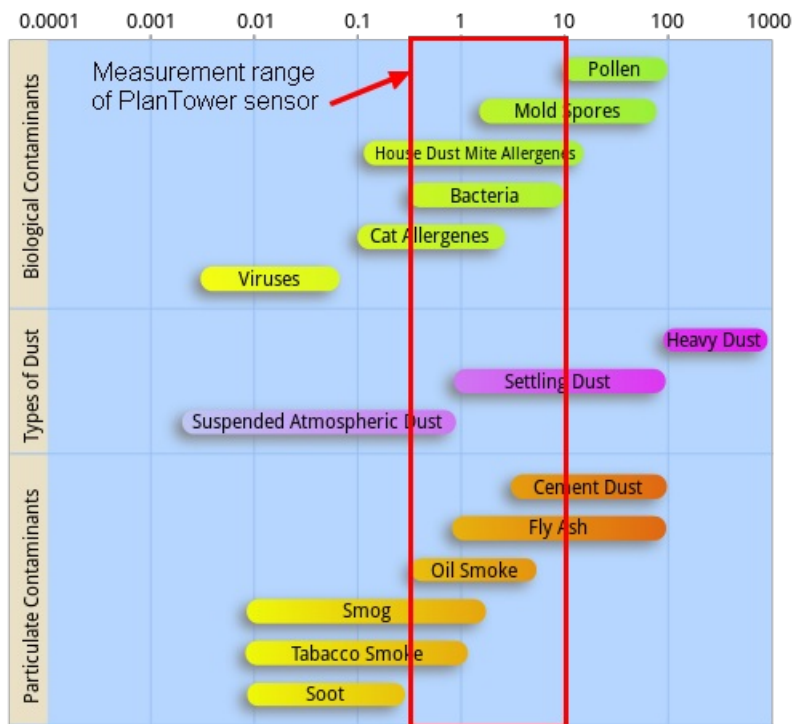 0.0001 0.001 0.01 0.1 1 10 100 1000
Biological Contaminants
Measurement range
of PlanTower sensor
Pollen
Mold Spores
House Dust Mite Allergenes
Bacteria
Cat Allergenes
Viruses
Types of Dust
Heavy Dust
Settling Dust
Suspended Atmospheric Dust
Particulate Contaminants
Cement Dust
Fly Ash
Oil Smoke
Smog
Tabacco Smoke
Soot